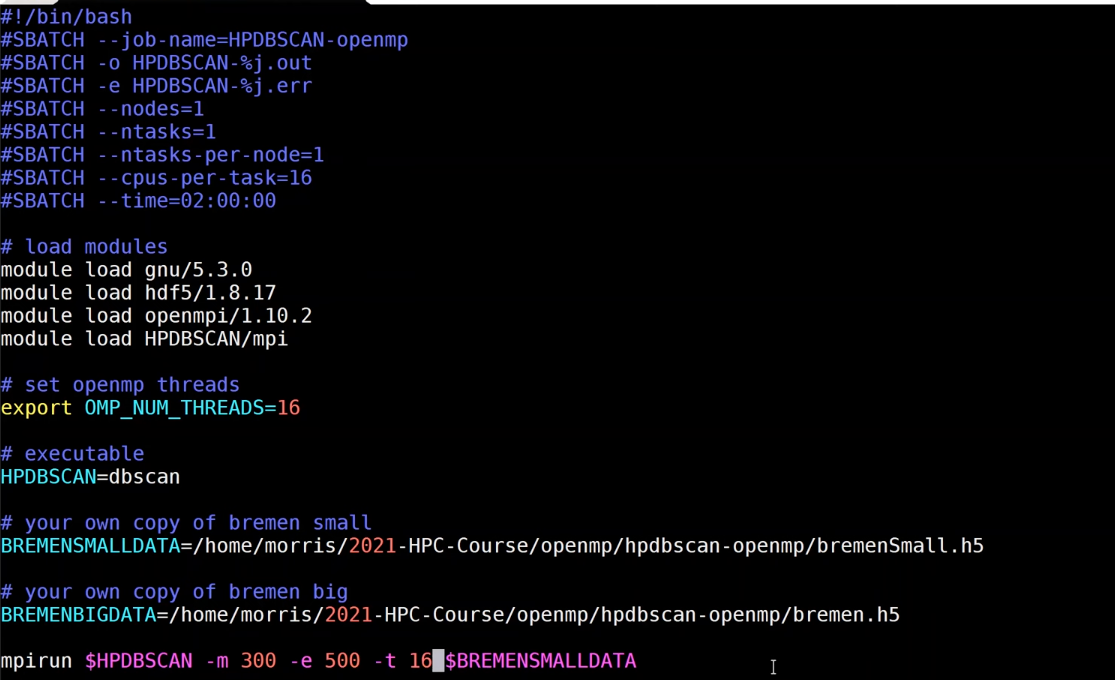 #!/bin/bash
#SBATCH --job-name=HPDBSCAN-openmp
#SBATCH -o HPDBSCAN-%j.out
#SBATCH -e HPDBSCAN-%j.err
#SBATCH --nodes=1
#SBATCH --ntasks=1
#SBATCH --ntasks-per-node=1
#SBATCH --cpus-per-task=16
#SBATCH --time=02:00:00
# load modules
module load gnu/5.3.0
module load hdf5/1.8.17
module load openmpi/1.10.2
module load HPDBSCAN/mpi
# set openmp threads
export OMP_NUM_THREADS=16
# executable
HPDBSCAN=dbscan
# your own copy of bremen small
BREMENSMALLDATA=/home/morris/2021-HPC-Course/openmp/hpdbscan-openmp/bremenSmall.h5
# your own copy of bremen big
BREMENBIGDATA=/home/morris/2021-HPC-Course/openmp/hpdbscan-openmp/bremen.h5
mpirun $HPDBSCAN -m 300 -e 500 -t 16 $BREMENSMALLDATA